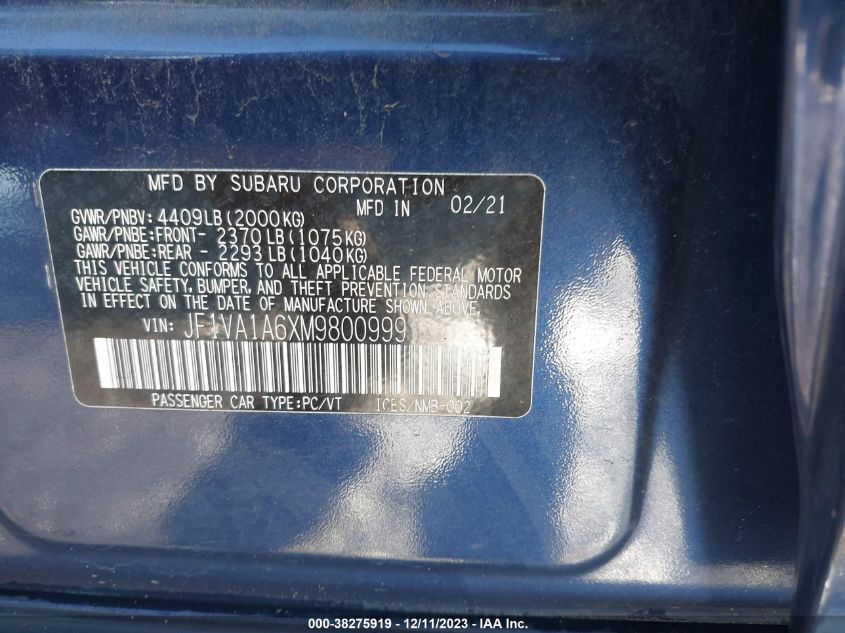 MFD BY SUBARU CORPORATION
MFD IN 02/21
GVWR/PNBV: 4409LB(2000KG)
GAWR/PNBE:FRONT- 2370LB(1075KG)
GAWR/PNBE:REAR - 2293LB(1040KG)
THIS VEHICLE CONFORMS TO ALL APPLICABLE FEDERAL MOTOR
VEHICLE SAFETY, BUMPER, AND THEFT PREVENTION STANDARDS
IN EFFECT ON THE DATE OF MANUFACTURE SHOWN ABOVE.
VIN: JF1VA1A6XM9800999
PASSENGER CAR TYPE:PC/VT ICES/NMB-002
000-38275919 - 12/11/2023 - IAA Inc.